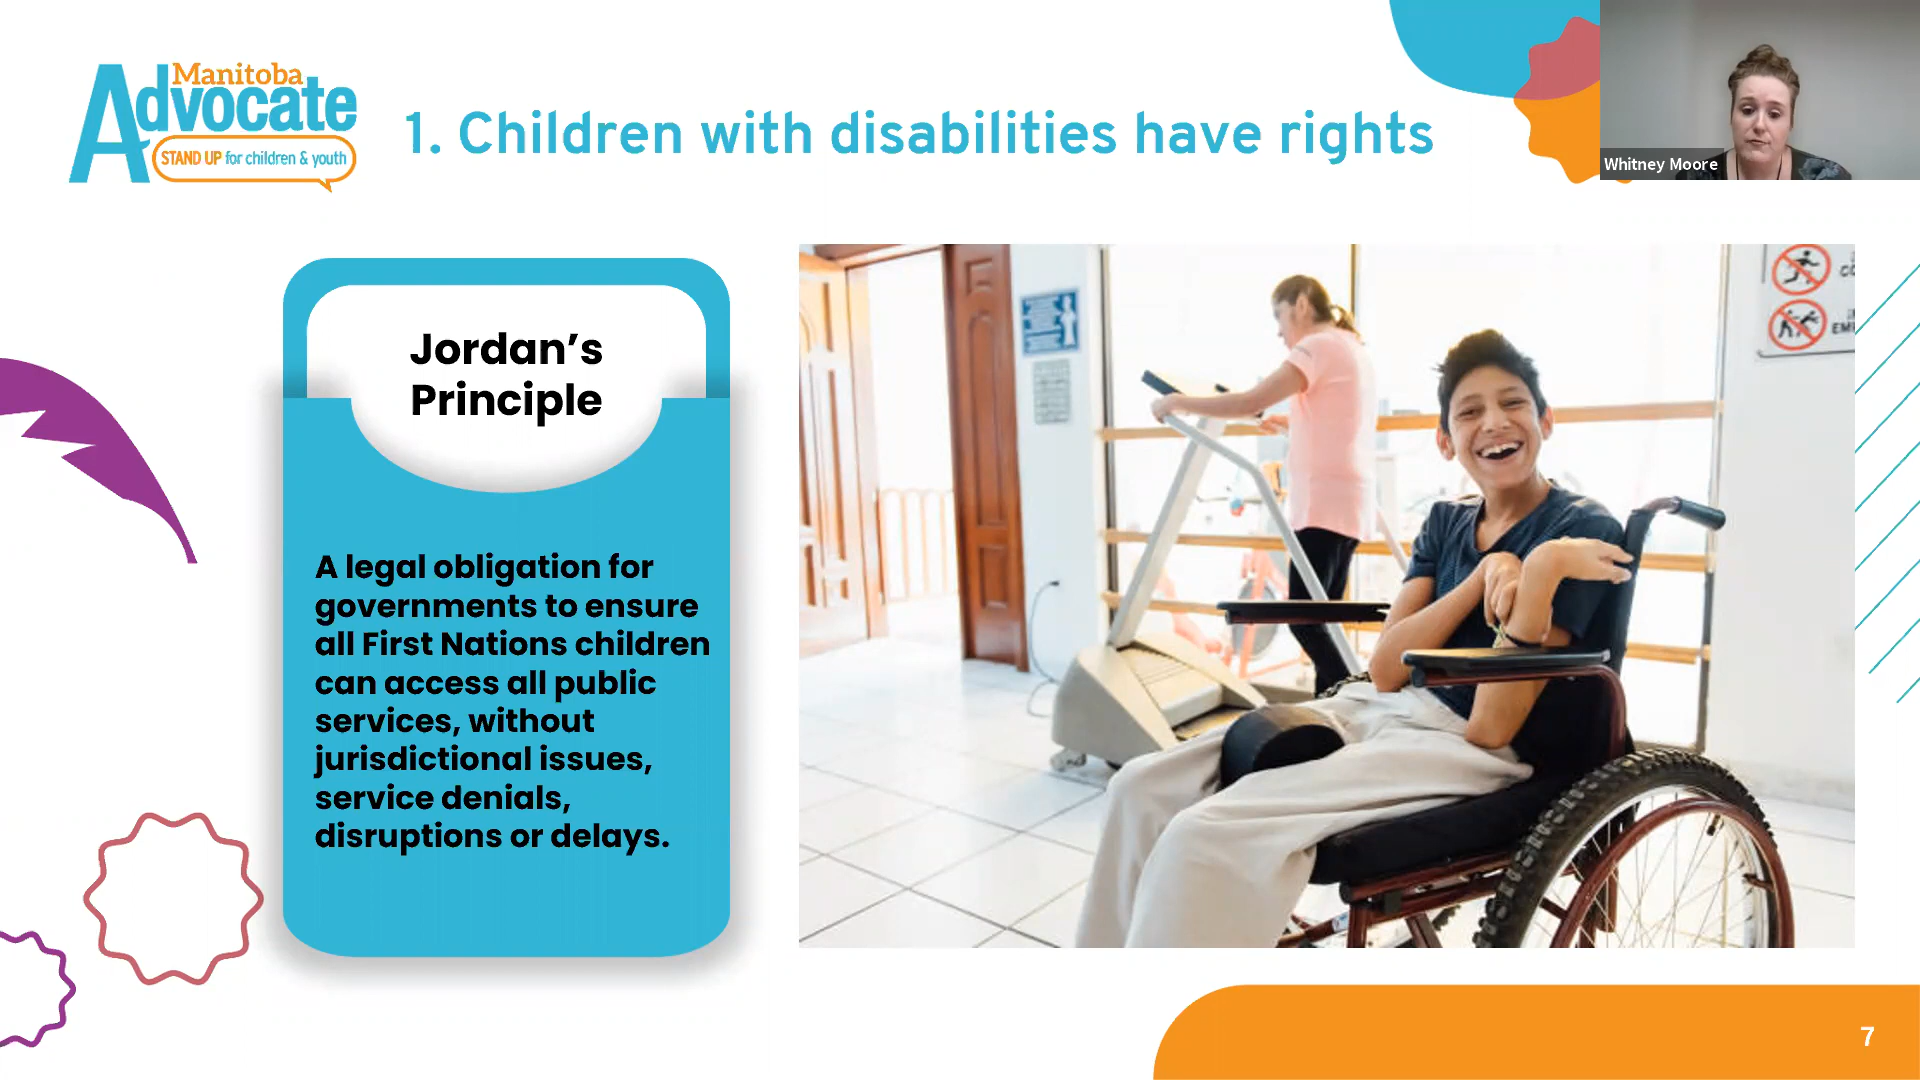 Manitoba
Advocate
STAND UP for children & youth
1. Children with disabilities have rights
Whitney Moore
Jordan’s
Principle
A legal obligation for
governments to ensure
all First Nations children
can access all public
services, without
jurisdictional issues,
service denials,
disruptions or delays.
7